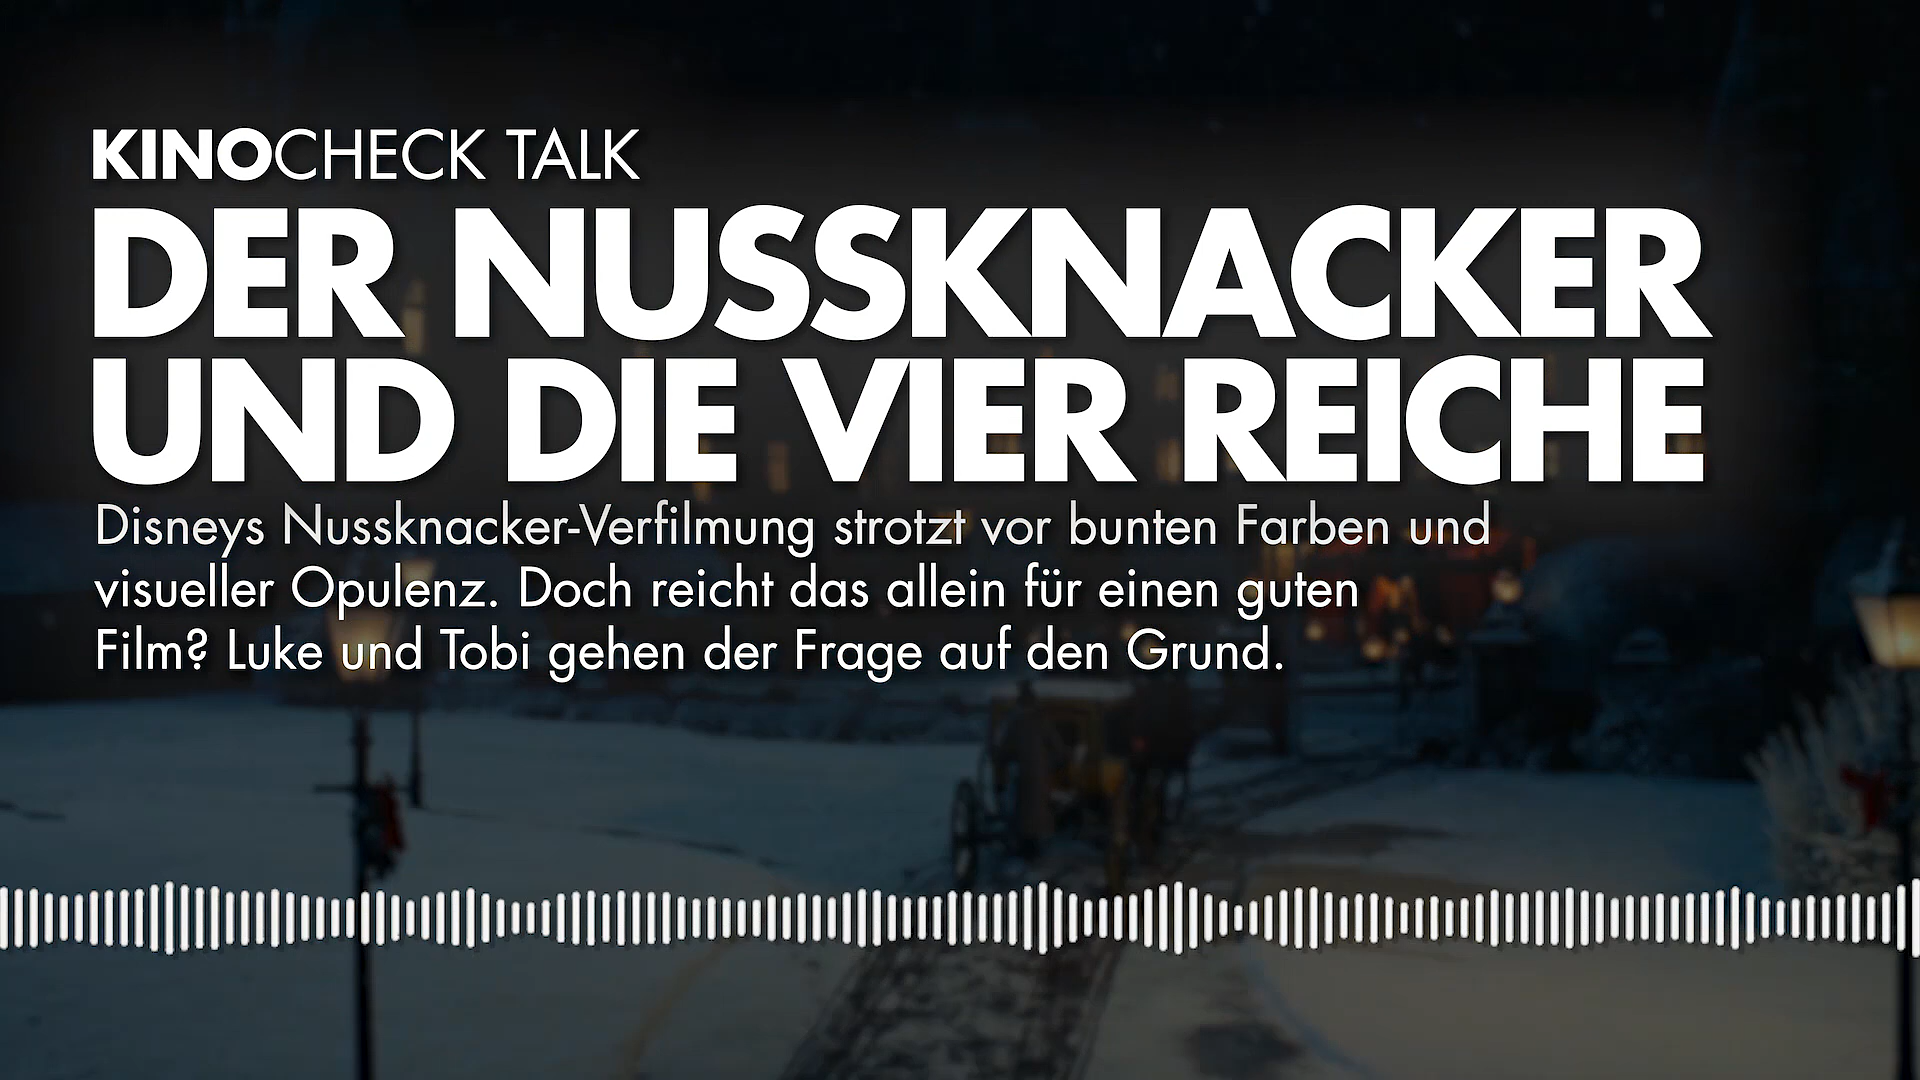 KINOCHECK TALK
DER NUSSKNACKER
UND DIE VIER REICHE
Disneys Nussknacker-Verfilmung strotzt vor bunten Farben und
visueller Opulenz. Doch reicht das allein für einen guten
Film? Luke und Tobi gehen der Frage auf den Grund.